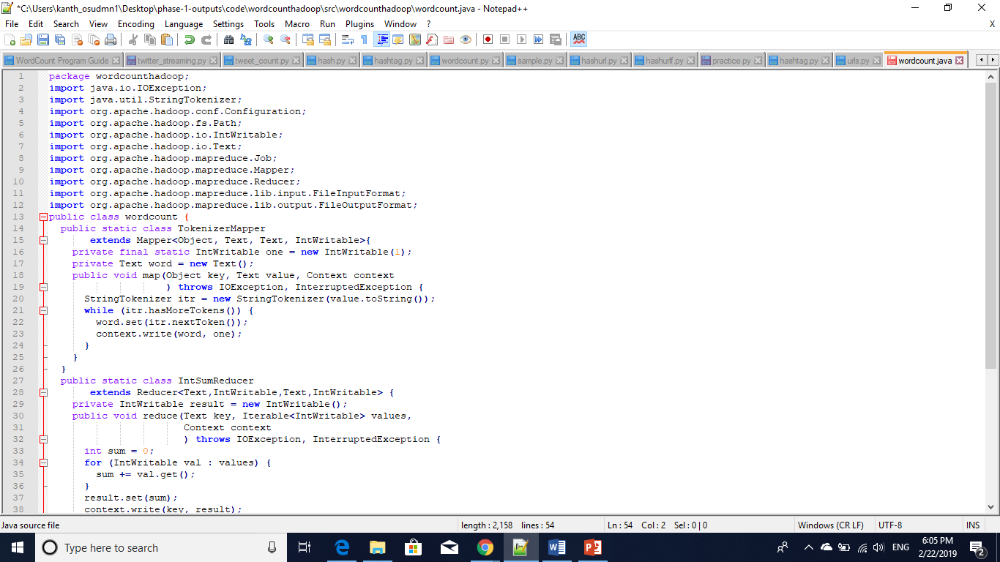 *C:\Users\kanth_osudmn1\Desktop\phase-1-outputs\code\wordcounthadoop\src\wordcounthadoop\wordcount.java - Notepad++
File Edit Search View Encoding Language Settings Tools Macro Run Plugins Window ? X
ABC
WordCount Program Guide twitter_streaming.py tweet_count.py hash.py hashtag.py wordcount.py sample.py hashurl.py hashurff.py practice.py hashtag.py urls.py wordcount.java
1 package wordcounthadoop;
2 import java.io.IOException;
3 import java.util.StringTokenizer;
4 import org.apache.hadoop.conf.Configuration;
5 import org.apache.hadoop.fs.Path;
6 import org.apache.hadoop.io.IntWritable;
7 import org.apache.hadoop.io.Text;
8 import org.apache.hadoop.mapreduce.Job;
9 import org.apache.hadoop.mapreduce.Mapper;
10 import org.apache.hadoop.mapreduce.Reducer;
11 import org.apache.hadoop.mapreduce.lib.input.FileInputFormat;
12 import org.apache.hadoop.mapreduce.lib.output.FileOutputFormat;
13 public class wordcount {
14 public static class TokenizerMapper
15 extends Mapper<Object, Text, Text, IntWritable>{
16 private final static IntWritable one = new IntWritable(1);
17 private Text word = new Text();
18 public void map(Object key, Text value, Context context
19 ) throws IOException, InterruptedException {
20 StringTokenizer itr = new StringTokenizer(value.toString());
21 while (itr.hasMoreTokens()) {
22 word.set(itr.nextToken());
23 context.write(word, one);
24 }
25 }
26 }
27 public static class IntSumReducer
28 extends Reducer<Text,IntWritable,Text,IntWritable> {
29 private IntWritable result = new IntWritable();
30 public void reduce(Text key, Iterable<IntWritable> values,
31 Context context
32 ) throws IOException, InterruptedException {
33 int sum = 0;
34 for (IntWritable val : values) {
35 sum += val.get();
36 }
37 result.set(sum);
38 context.write(key, result);
Java source file length : 2,158 lines : 54 Ln : 54 Col : 2 Sel : 0 | 0 Windows (CR LF) UTF-8 INS
Type here to search ENG 6:05 PM
2/22/2019 2